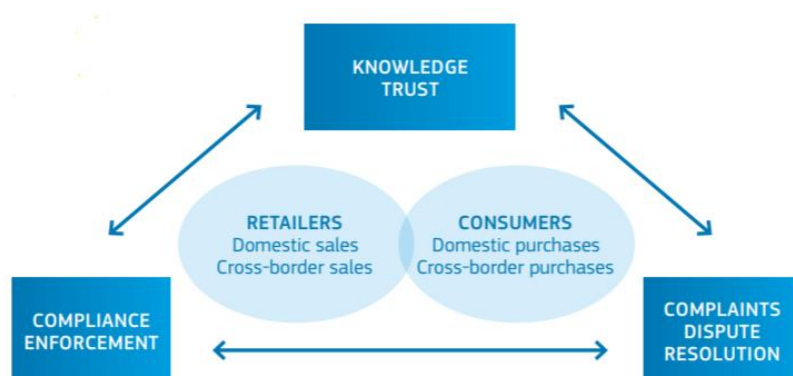 KNOWLEDGE
TRUST
RETAILERS
Domestic sales
Cross-border sales
CONSUMERS
Domestic purchases
Cross-border purchases
COMPLIANCE
ENFORCEMENT
COMPLAINTS
DISPUTE
RESOLUTION